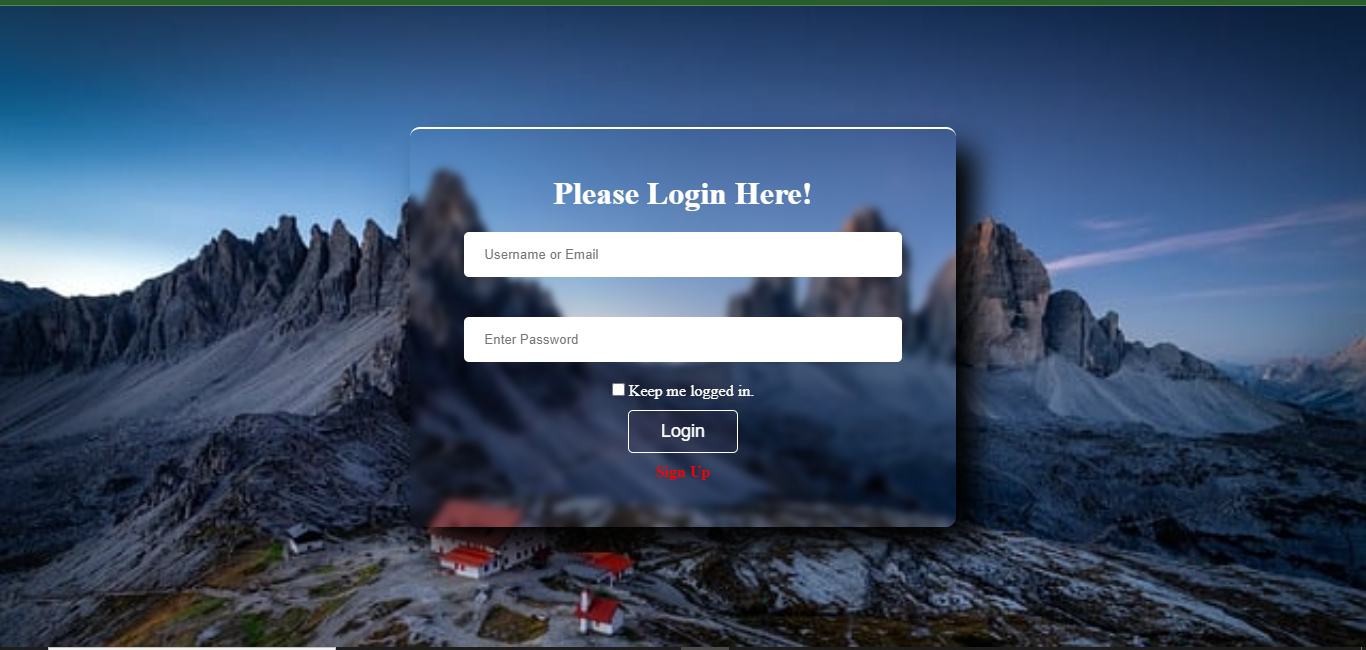 Please Login Here!
Username or Email
Enter Password
Keep me logged in.
Login
Sign Up